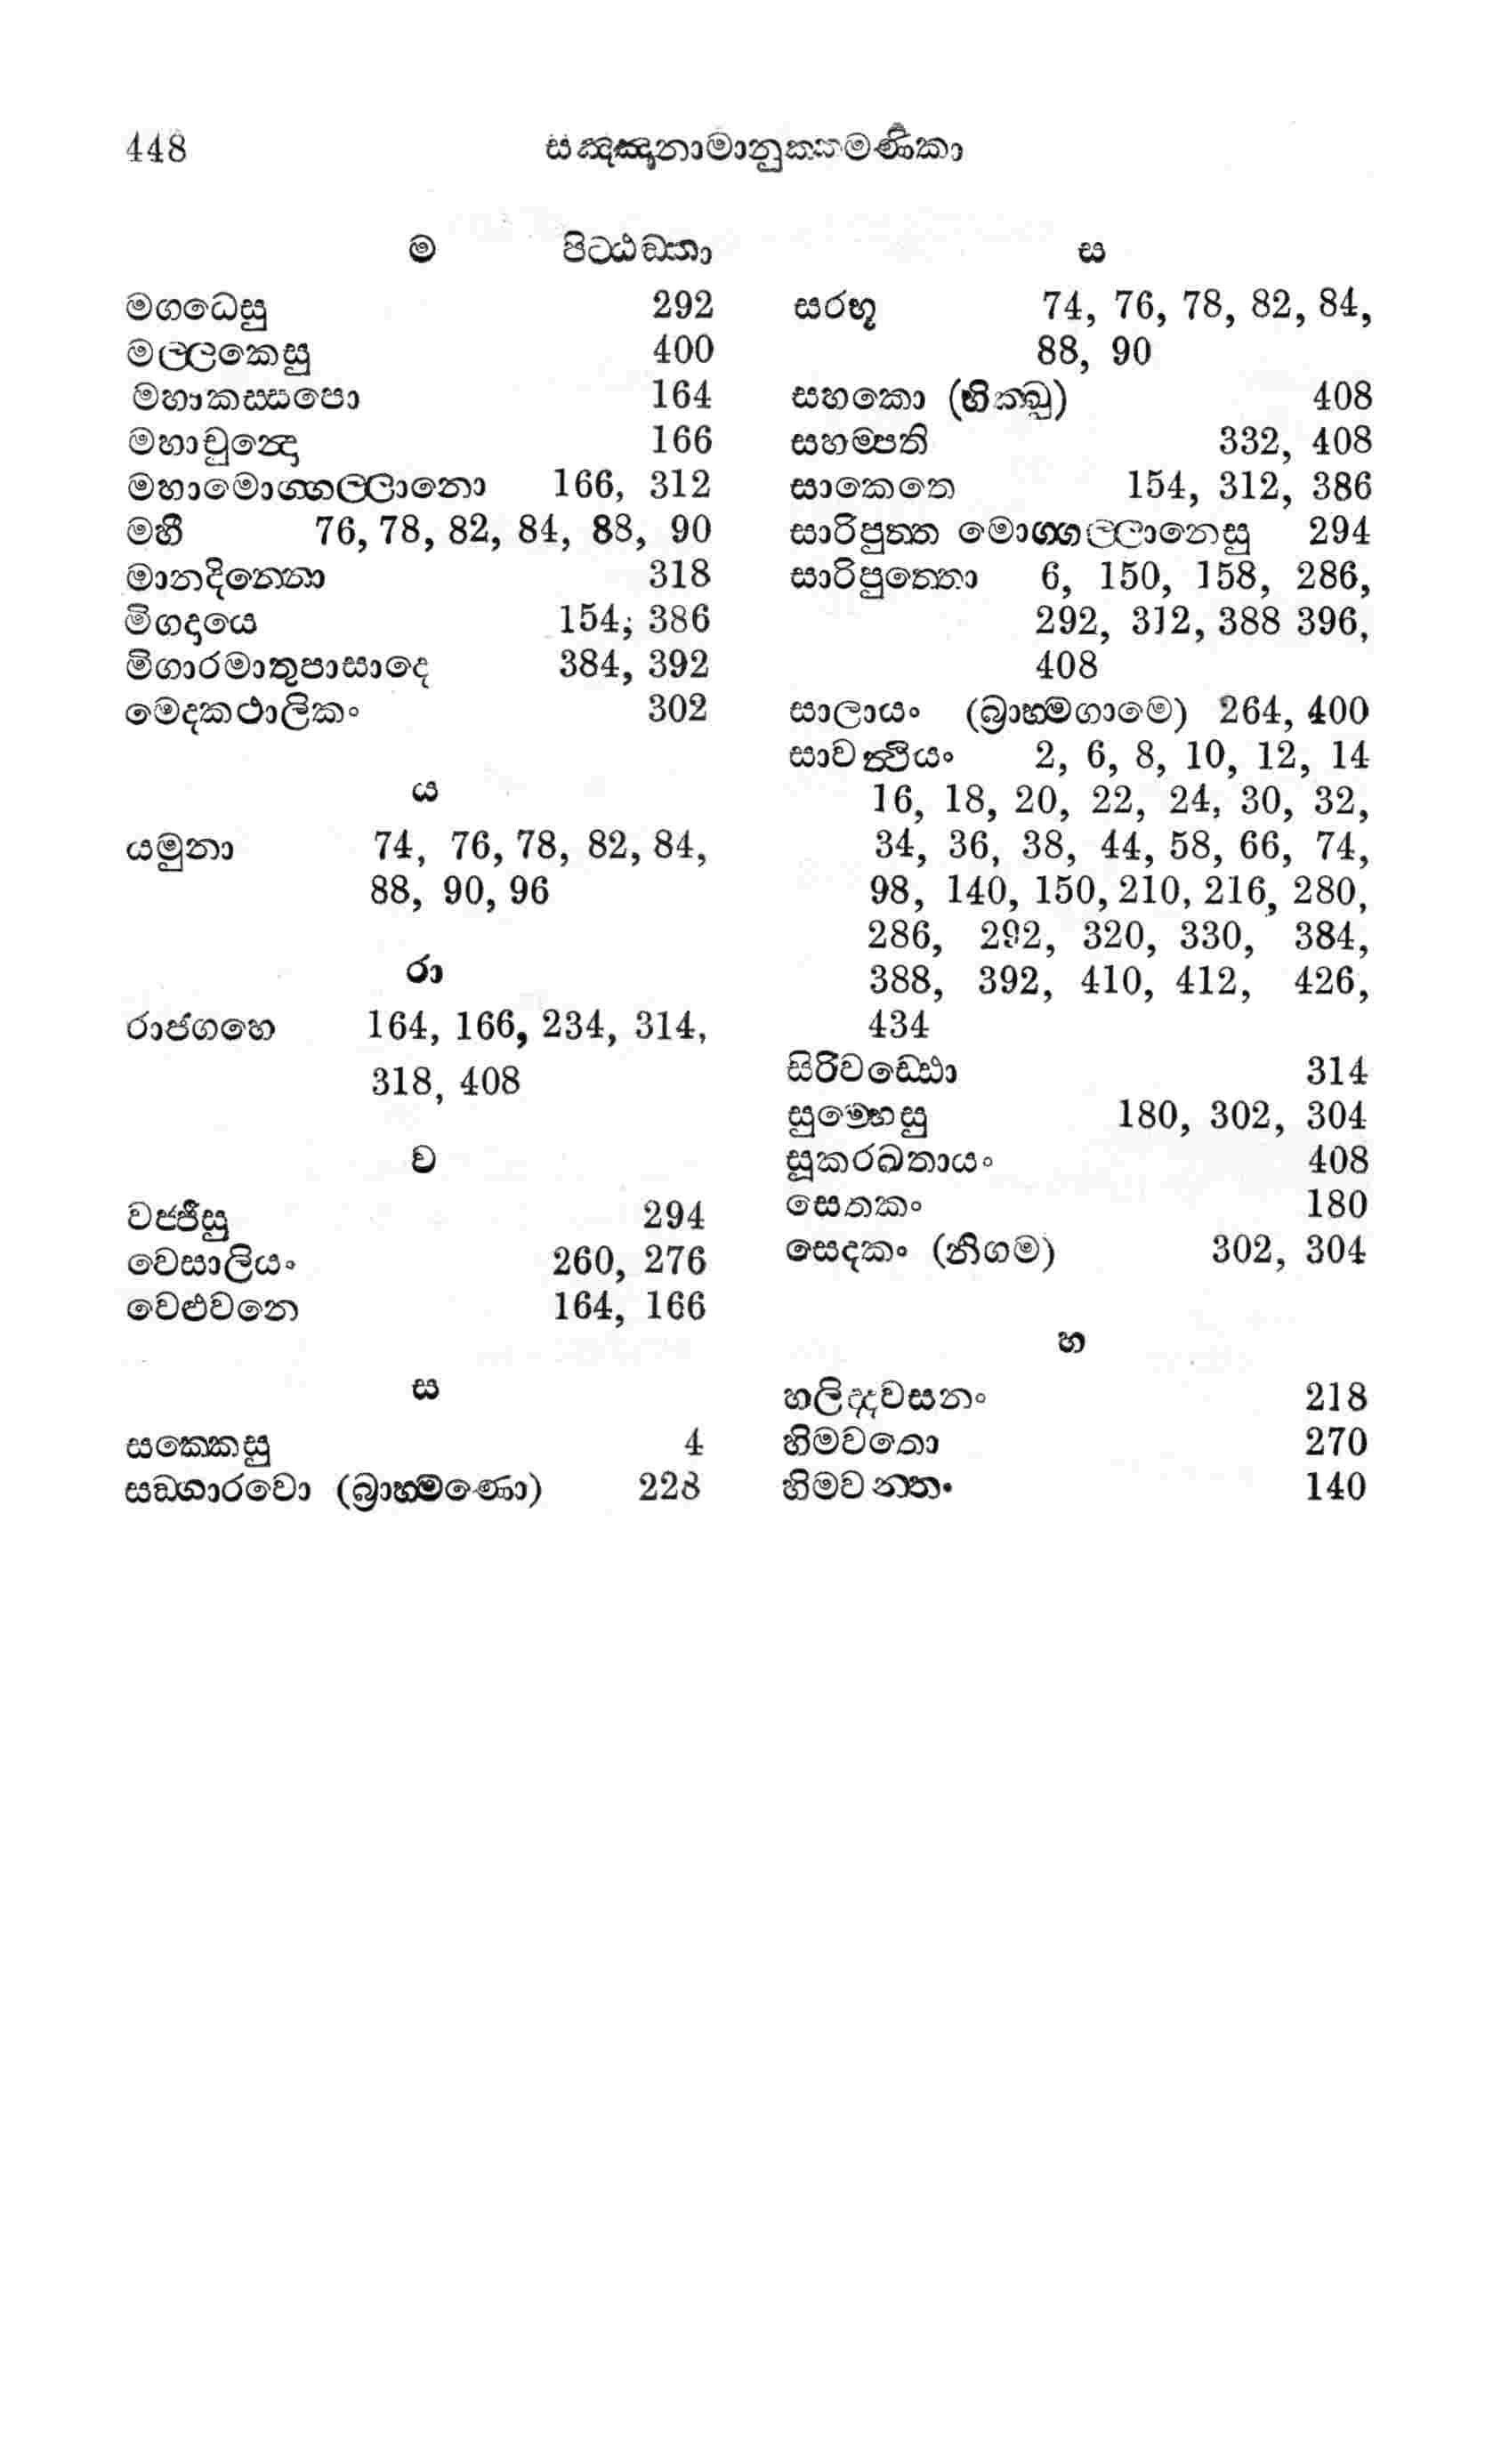 448 සඤ්ඤානාමානුක්කමණිකා
ම පිට්ඨඞ්කා
මගධෙසු 292
මල්ලකෙසු 400
මහාකස්සපො 164
මහාචුන්දො 166
මහාමොග්ගල්ලානො 166, 312
මහී 76, 78, 82, 84, 88, 90
මානදින්නො 318
මිගදායෙ 154; 386
මිගාරමාතුපාසාදෙ 384, 392
මෙදකථාලිකං 302
ය
යමුනා 74, 76, 78, 82, 84,
88, 90, 96
රා
රාජගහෙ 164, 166, 234, 314,
318, 408
ව
වජ්ජීසු 294
වෙසාලියං 260, 276
වෙළුවනෙ 164, 166
ස
සක්කෙසු 4
සඞ්ගාරවො (බ්‍රාහ්මණො) 228
ස
සරභූ 74, 76, 78, 82, 84,
88, 90
සහකො (භික්ඛු) 408
සහම්පති 332, 408
සාකෙතෙ 154, 312, 386
සාරිපුත්ත මොග්ගල්ලානෙසු 294
සාරිපුත්තො 6, 150, 158, 286,
292, 312, 388 396,
408
සාලායං (බ්‍රාහ්මගාමෙ) 264, 400
සාවත්ථියං 2, 6, 8, 10, 12, 14
16, 18, 20, 22, 24, 30, 32,
34, 36, 38, 44, 58, 66, 74,
98, 140, 150, 210, 216, 280,
286, 292, 320, 330, 384,
388, 392, 410, 412, 426,
434
සිරිවඩ්ඪො 314
සුම්භෙසු 180, 302, 304
සූකරඛතායං 408
සෙතකං 180
සෙදකං (නිගම) 302, 304
හ
හලිද්දවසනං 218
හිමවතො 270
හිමවන්තං 140